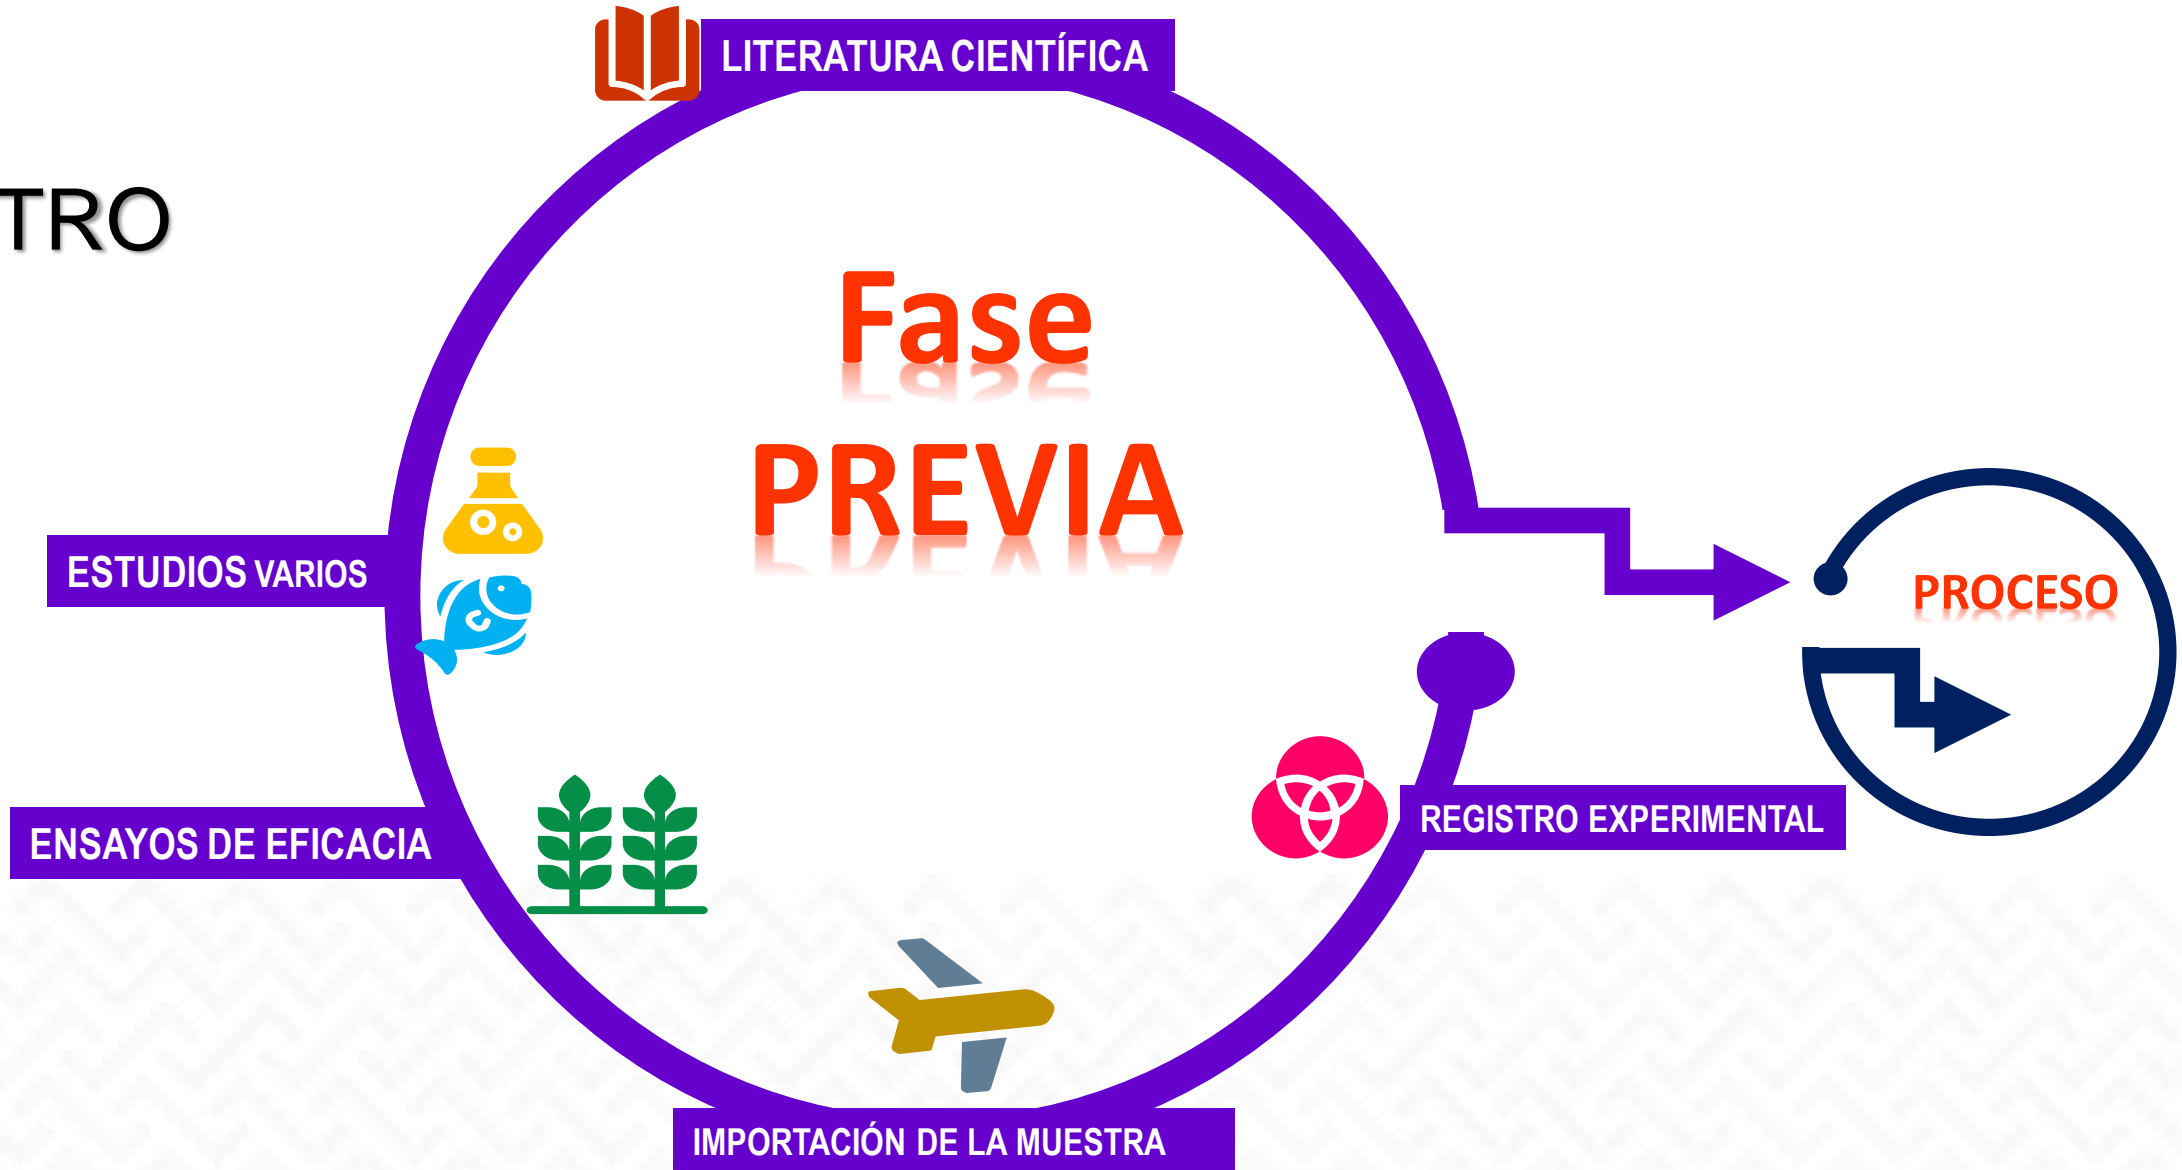 LITERATURA CIENTÍFICA
TRO
Fase
PREVIA
ESTUDIOS VARIOS
PROCESO
ENSAYOS DE EFICACIA
REGISTRO EXPERIMENTAL
IMPORTACIÓN DE LA MUESTRA